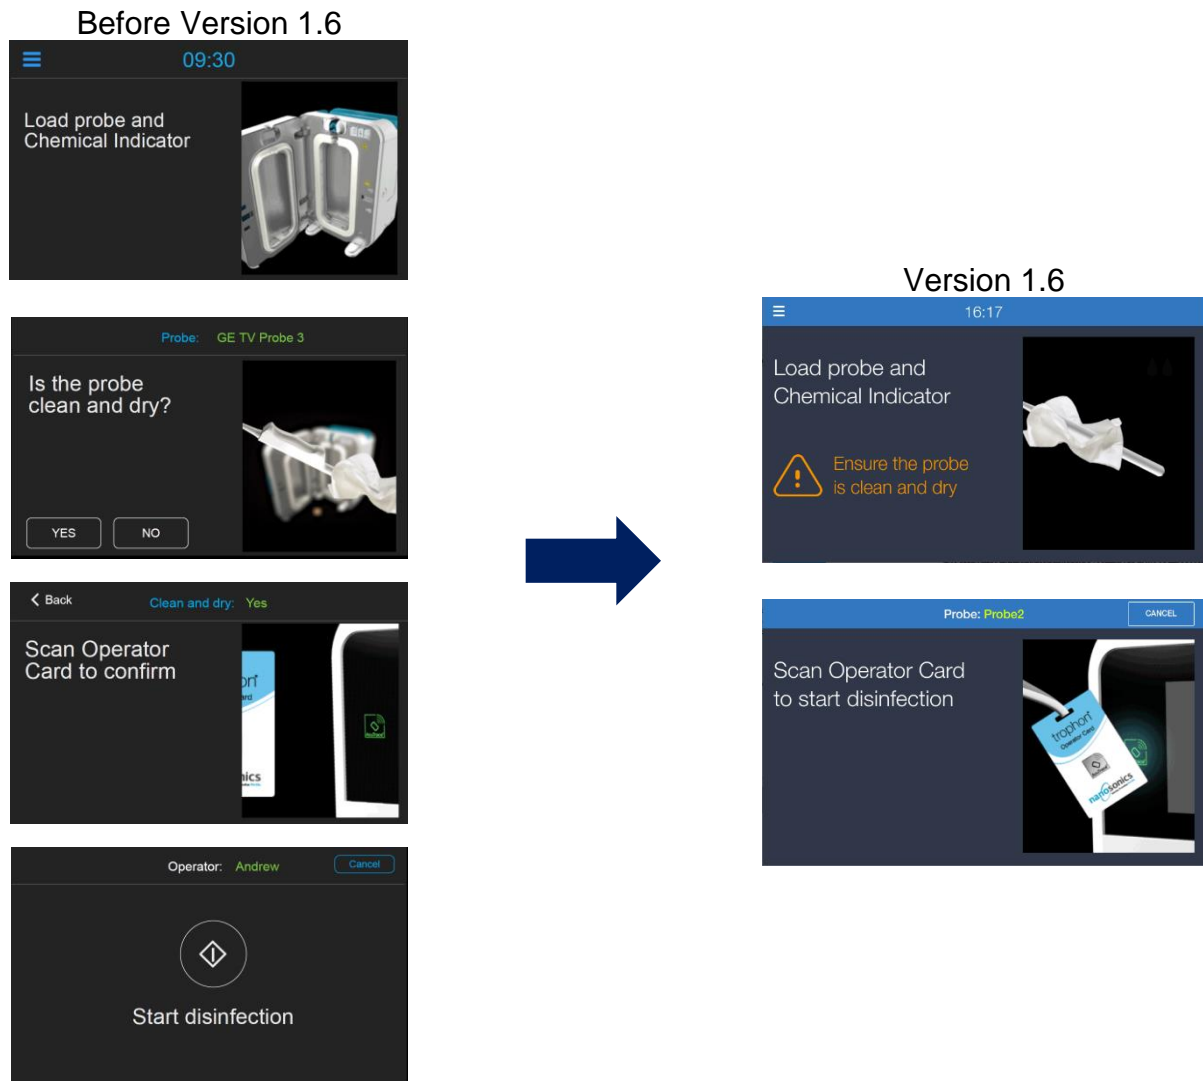 Before Version 1.6
09:30
Load probe and
Chemical Indicator
Probe: GE TV Probe 3
Is the probe
clean and dry?
YES NO
Back Clean and dry: Yes
Scan Operator
Card to confirm
nics
Operator: Andrew Cancel
Start disinfection
Version 1.6
16:17
Load probe and
Chemical Indicator
Ensure the probe
is clean and dry
Probe: Probe2 CANCEL
Scan Operator Card
to start disinfection
trophon
Operator Card
nanosonics